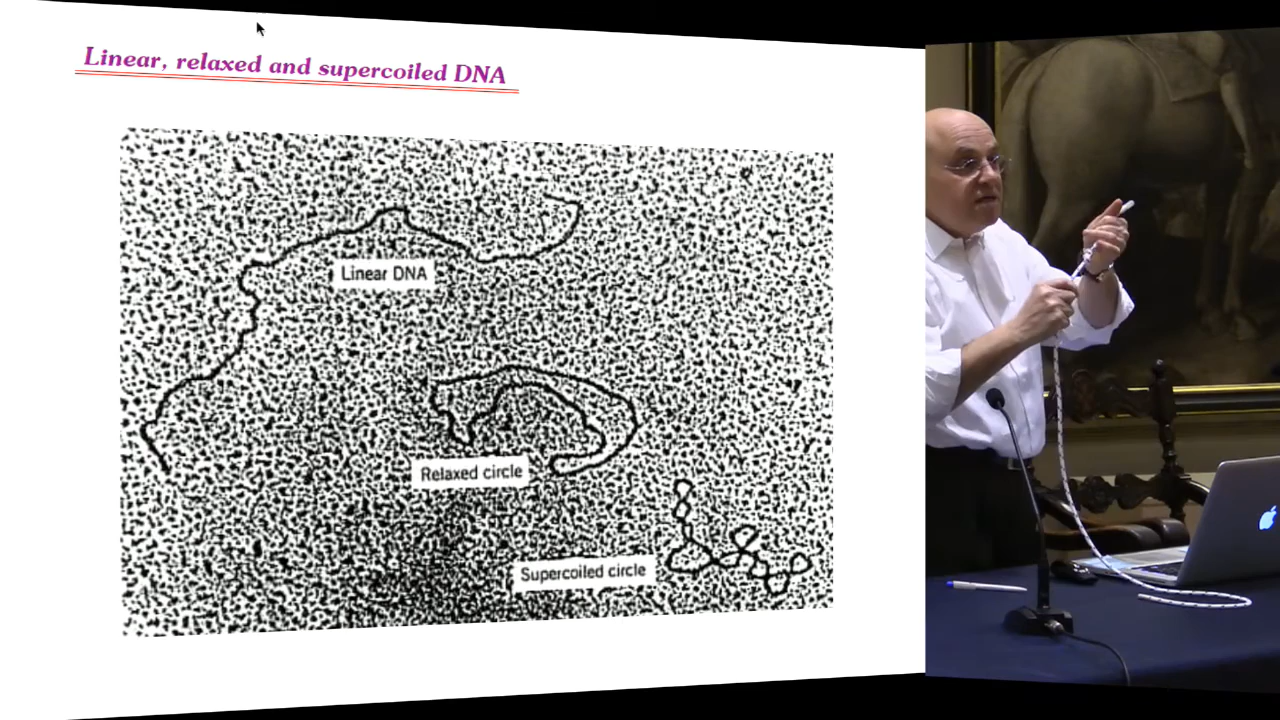 Linear, relaxed and supercoiled DNA
Linear DNA
Relaxed circle
Supercoiled circle